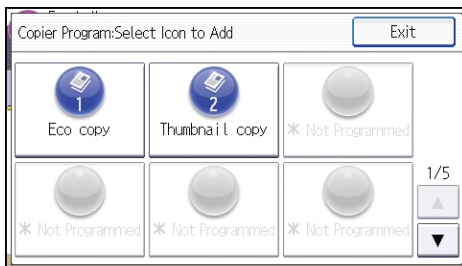 Copier Program:Select Icon to Add
Exit
1
2
Eco copy
Thumbnail copy
* Not Programmed
1/5
* Not Programmed
* Not Programmed
* Not Programmed